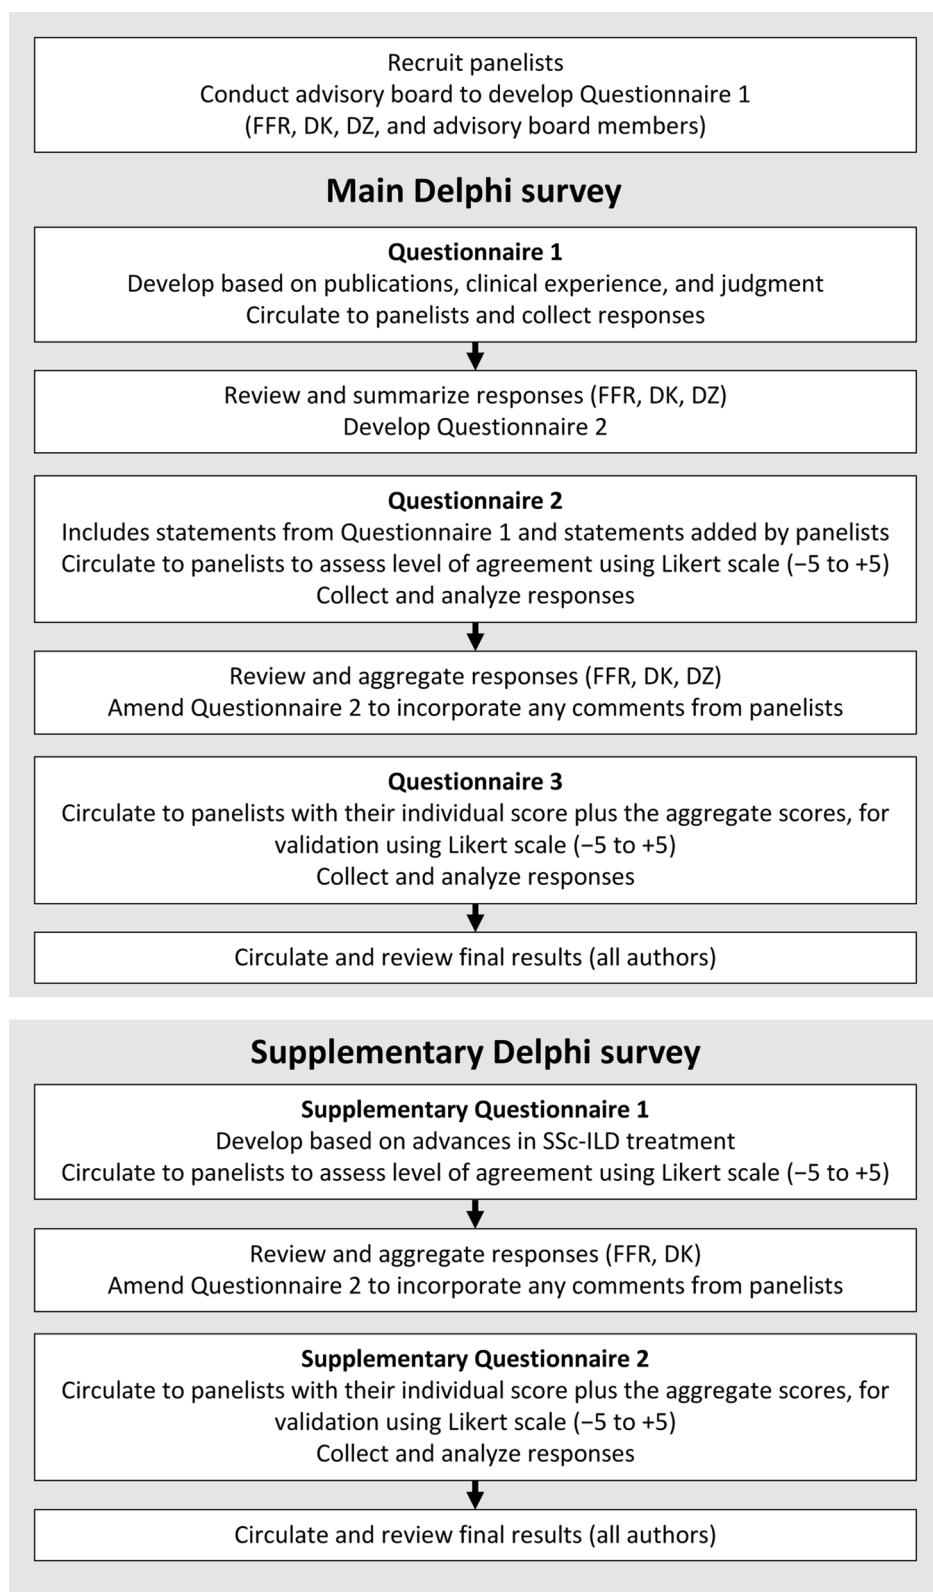 Recruit panelists
Conduct advisory board to develop Questionnaire 1
(FFR, DK, DZ, and advisory board members)
Main Delphi survey
Questionnaire 1
Develop based on publications, clinical experience, and judgment
Circulate to panelists and collect responses
Review and summarize responses (FFR, DK, DZ)
Develop Questionnaire 2
Questionnaire 2
Includes statements from Questionnaire 1 and statements added by panelists
Circulate to panelists to assess level of agreement using Likert scale (−5 to +5)
Collect and analyze responses
Review and aggregate responses (FFR, DK, DZ)
Amend Questionnaire 2 to incorporate any comments from panelists
Questionnaire 3
Circulate to panelists with their individual score plus the aggregate scores, for
validation using Likert scale (−5 to +5)
Collect and analyze responses
Circulate and review final results (all authors)
Supplementary Delphi survey
Supplementary Questionnaire 1
Develop based on advances in SSc-ILD treatment
Circulate to panelists to assess level of agreement using Likert scale (−5 to +5)
Review and aggregate responses (FFR, DK)
Amend Questionnaire 2 to incorporate any comments from panelists
Supplementary Questionnaire 2
Circulate to panelists with their individual score plus the aggregate scores, for
validation using Likert scale (−5 to +5)
Collect and analyze responses
Circulate and review final results (all authors)